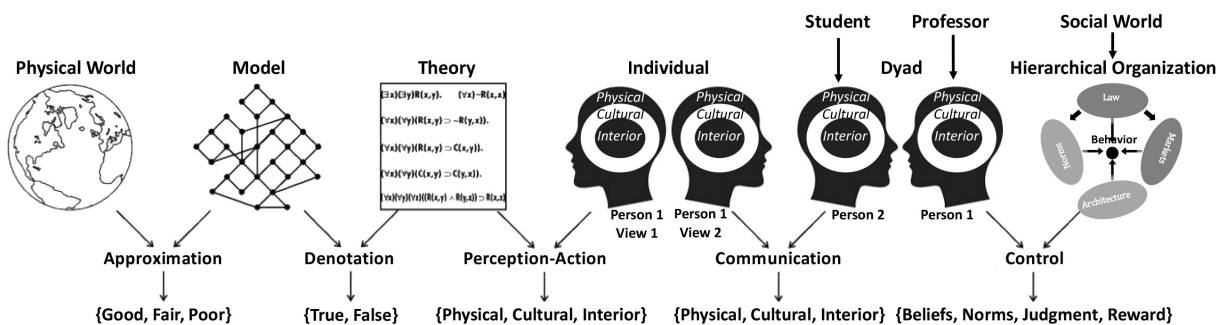 Student
Professor
Social World
Physical World
Model
Theory
Individual
Dyad
Hierarchical Organization
(∃x)(∃y)R(x,y). (∀x)~R(x,x)
(∀x)(∀y)(R(x,y) ⊃ ~R(y,x)).
(∀x)(∀y)(R(x,y) ⊃ C(x,y)).
(∀x)(∀y)(C(x,y) ⊃ C(y,x)).
(∀x)(∀y)(∀z)((R(x,y) ∧ R(y,z)) ⊃ R(x,z)
Physical
Cultural
Interior
Physical
Cultural
Interior
Physical
Cultural
Interior
Physical
Cultural
Interior
Law
Norms
Behavior
Markets
Architecture
Person 1
View 1
Person 1
View 2
Person 2
Person 1
Approximation
Denotation
Perception-Action
Communication
Control
{Good, Fair, Poor}
{True, False}
{Physical, Cultural, Interior}
{Physical, Cultural, Interior}
{Beliefs, Norms, Judgment, Reward}